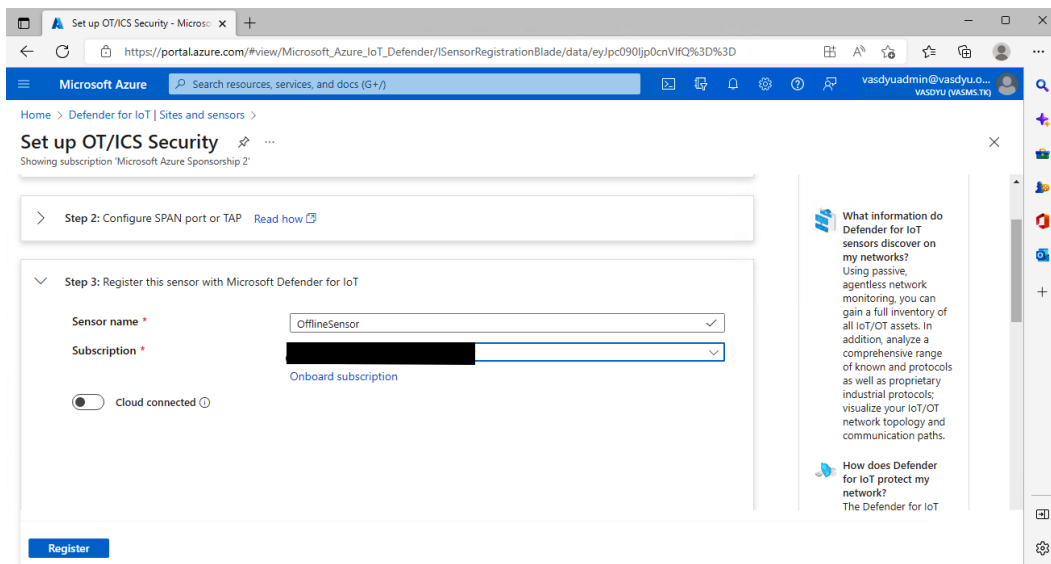 Set up OT/ICS Security - Microso
https://portal.azure.com/#view/Microsoft_Azure_IoT_Defender/ISensorRegistrationBlade/data/eyJpc090Ijp0cnVlfQ%3D%3D
Microsoft Azure
Search resources, services, and docs (G+/)
vasdyuadmin@vasdyu.o...
VASDYU (VASMS.TK)
Home > Defender for IoT | Sites and sensors >
Set up OT/ICS Security
Showing subscription 'Microsoft Azure Sponsorship 2'
Step 2: Configure SPAN port or TAP Read how
Step 3: Register this sensor with Microsoft Defender for IoT
Sensor name *
OfflineSensor
Subscription *
Onboard subscription
Cloud connected
Register
What information do
Defender for IoT
sensors discover on
my networks?
Using passive,
agentless network
monitoring, you can
gain a full inventory of
all IoT/OT assets. In
addition, analyze a
comprehensive range
of known and protocols
as well as proprietary
industrial protocols;
visualize your IoT/OT
network topology and
communication paths.
How does Defender
for IoT protect my
network?
The Defender for IoT